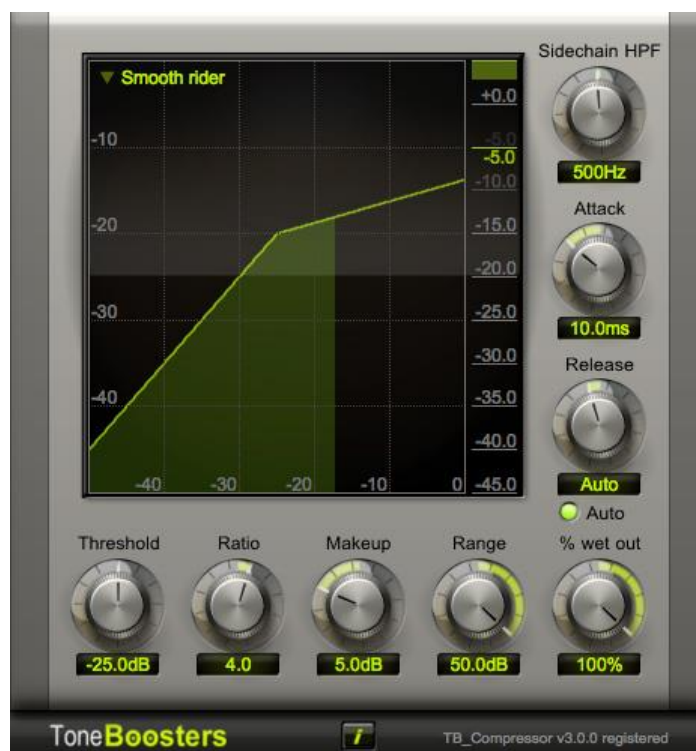 Sidechain HPF
▼ Smooth rider
+0.0
-5.0
-5.0
-10.0
-15.0
-20.0
-25.0
-30.0
-35.0
-40.0
-45.0
-10
-20
-30
-40
-40 -30 -20 -10 0
500Hz
Attack
10.0ms
Release
Auto
Auto
Threshold Ratio Makeup Range % wet out
-25.0dB 4.0 5.0dB 50.0dB 100%
ToneBoosters i TB_Compressor v3.0.0 registered